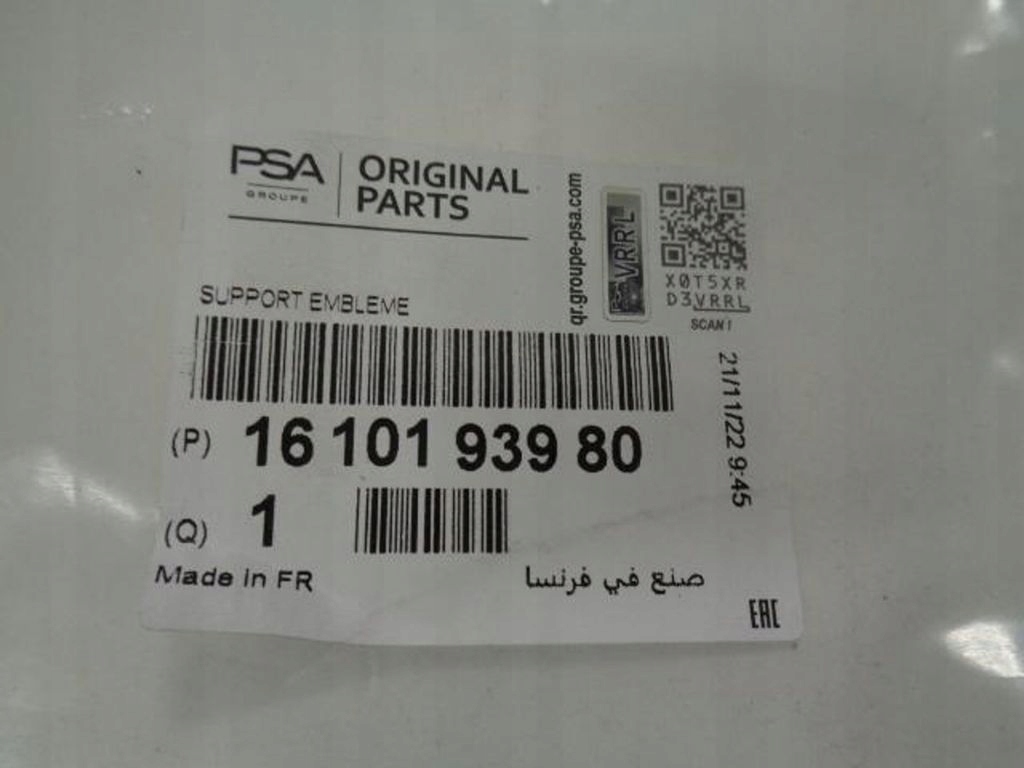 PSA
GROUPE
ORIGINAL
PARTS
qr.groupe-psa.com
VRRL
X0T5XR
D3VRRL
SCAN !
SUPPORT EMBLEME
21/11/22 9:45
(P) 16 101 939 80
(Q) 1
Made in FR
صنع في فرنسا
EAC